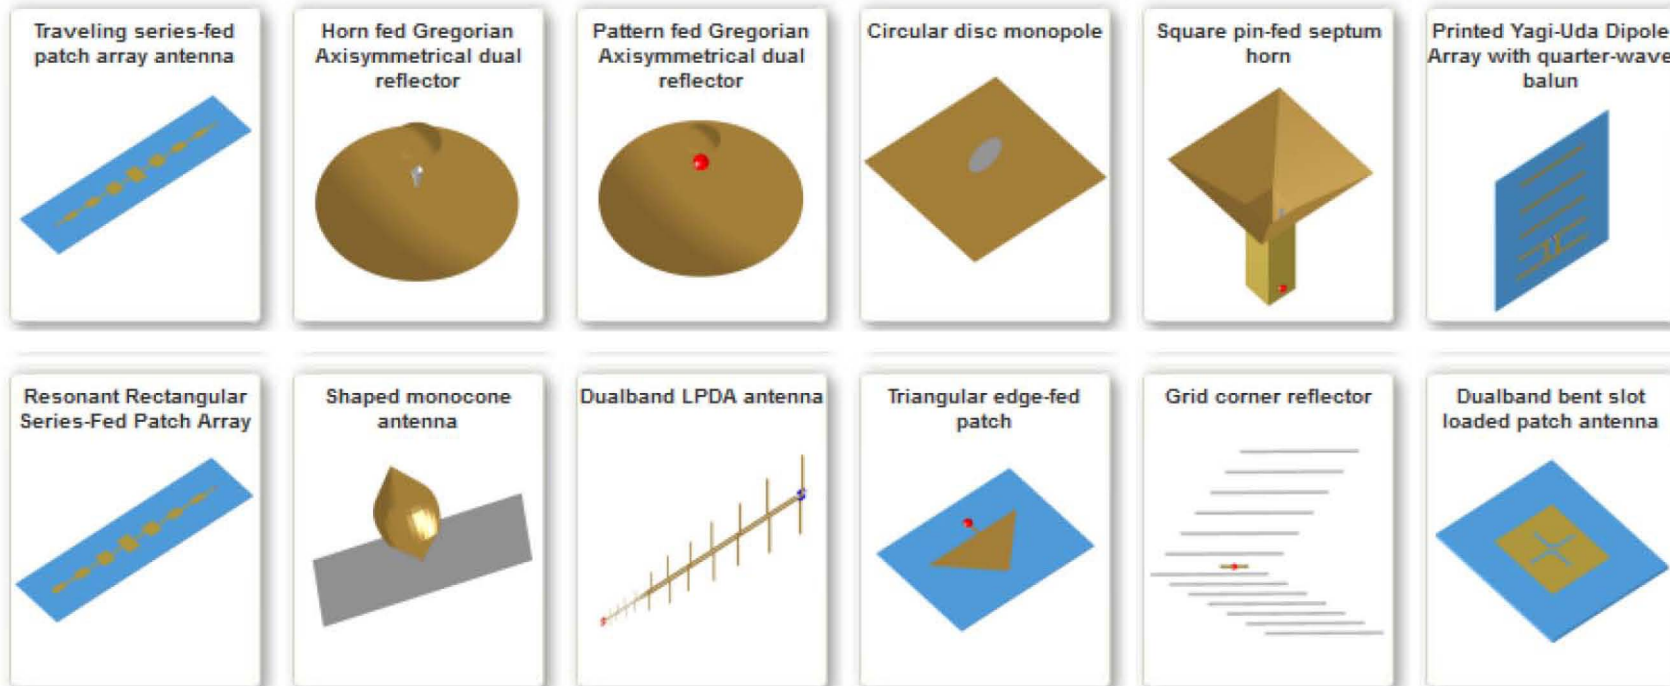 Traveling series-fed
patch array antenna
Horn fed Gregorian
Axisymmetrical dual
reflector
Pattern fed Gregorian
Axisymmetrical dual
reflector
Circular disc monopole
Square pin-fed septum
horn
Printed Yagi-Uda Dipole
Array with quarter-wave
balun
Resonant Rectangular
Series-Fed Patch Array
Shaped monocone
antenna
Dualband LPDA antenna
Triangular edge-fed
patch
Grid corner reflector
Dualband bent slot
loaded patch antenna